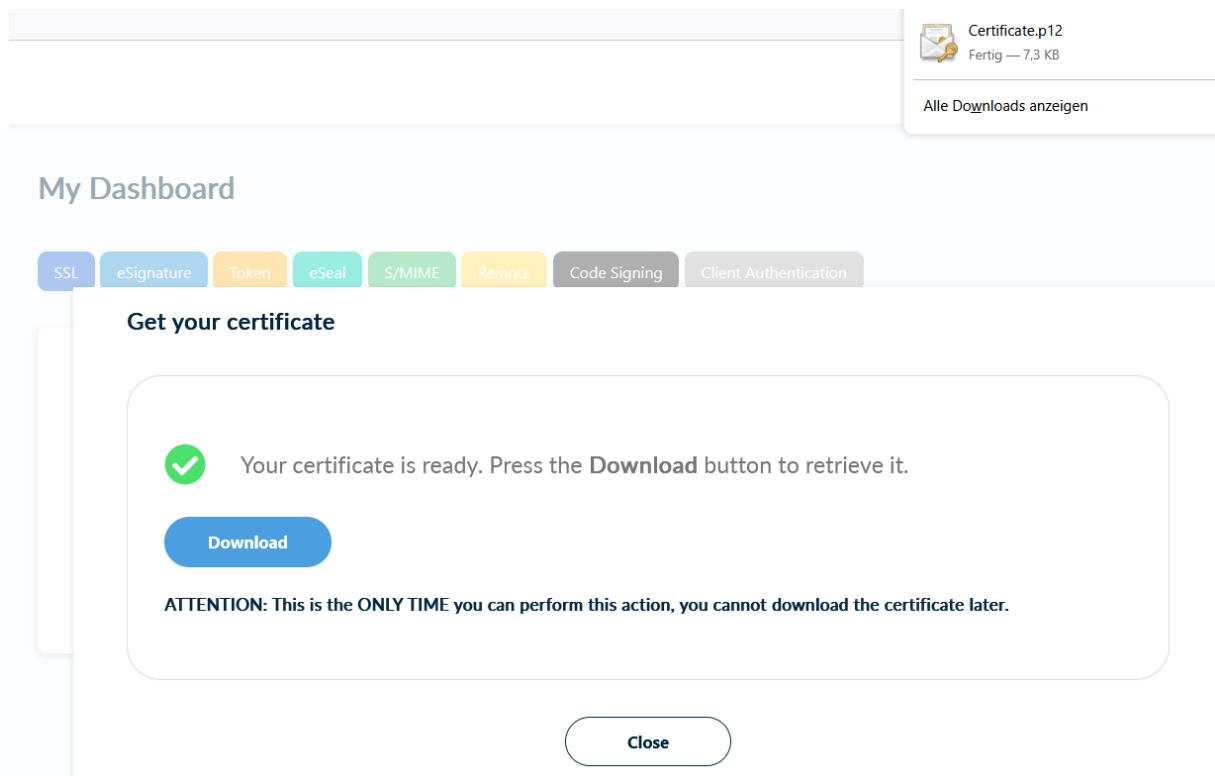 Certificate.p12
Fertig — 7,3 KB
Alle Downloads anzeigen
My Dashboard
SSL eSignature Token eSeal S/MIME Remote Code Signing Client Authentication
Get your certificate
Your certificate is ready. Press the Download button to retrieve it.
Download
ATTENTION: This is the ONLY TIME you can perform this action, you cannot download the certificate later.
Close